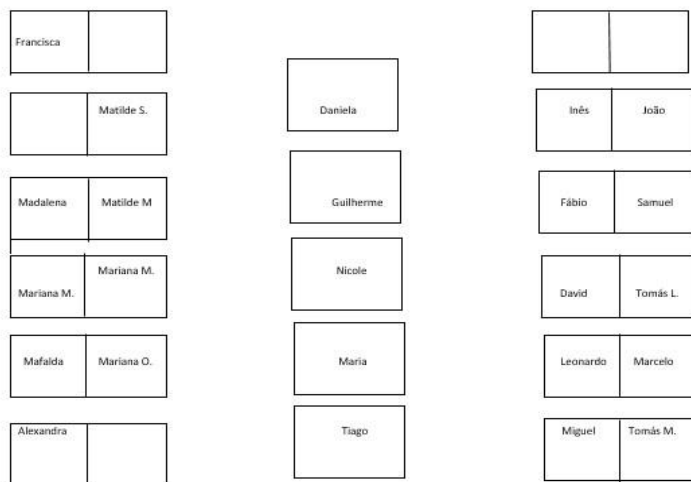 Francisca
Matilde S.
Daniela
Inês João
Madalena Matilde M
Guilherme
Fábio Samuel
Mariana M. Mariana M.
Nicole
David Tomás L.
Mafalda Mariana O.
Maria
Leonardo Marcelo
Alexandra
Tiago
Miguel Tomás M.